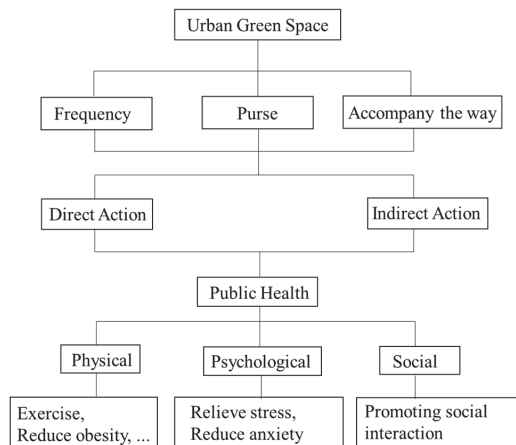 Urban Green Space
Frequency
Purse
Accompany the way
Direct Action
Indirect Action
Public Health
Physical
Psychological
Social
Exercise,
Reduce obesity, ...
Relieve stress,
Reduce anxiety
Promoting social
interaction